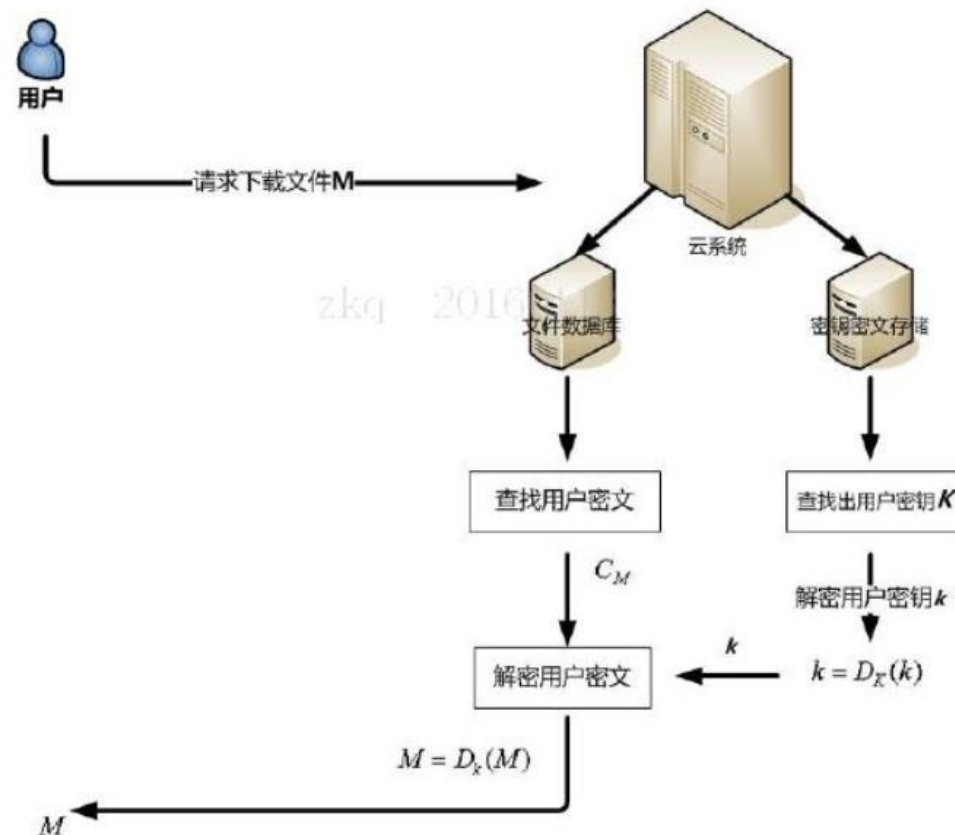 用户
请求下载文件M
云系统
zkq 2016
文件数据库
密钥密文存储
查找用户密文
查找出用户密钥K
C_M
解密用户密钥k
k
解密用户密文
k = D_K(k)
M = D_k(M)
M